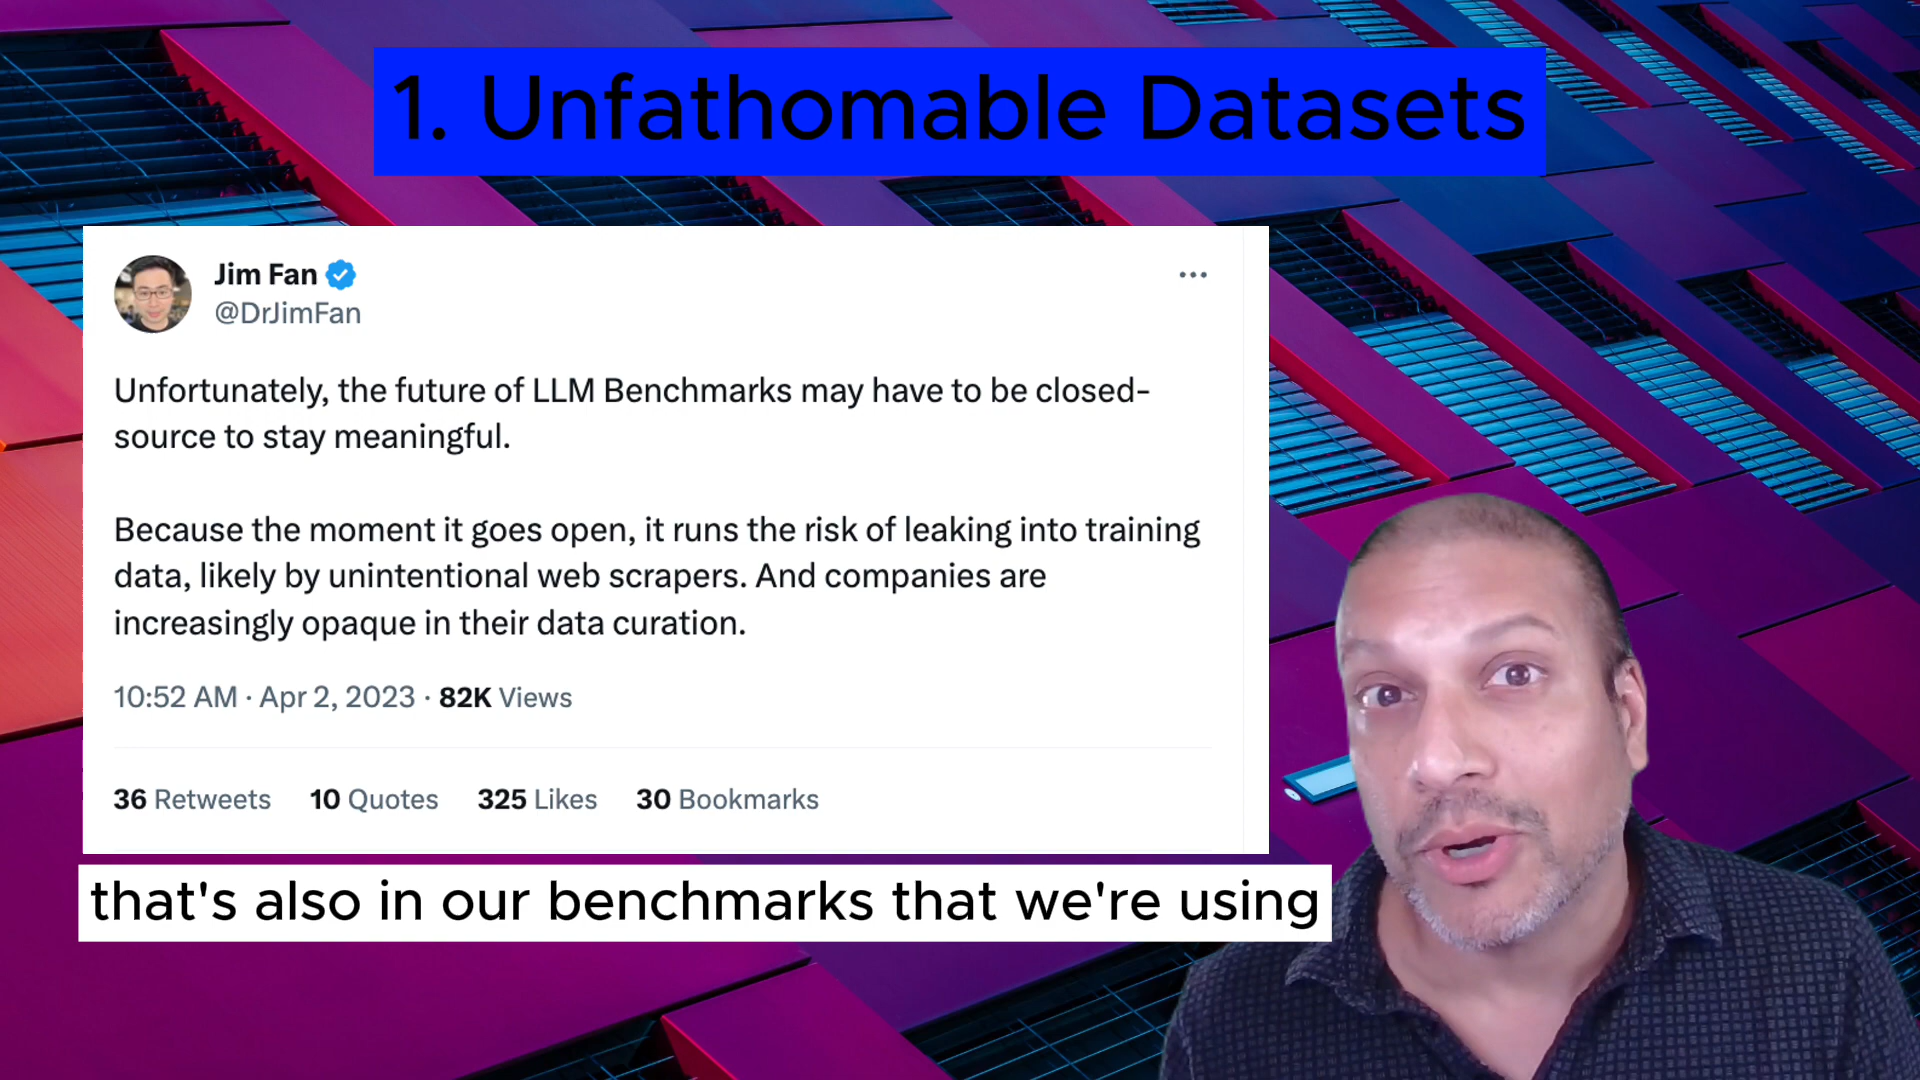 1. Unfathomable Datasets
Jim Fan
@DrJimFan
Unfortunately, the future of LLM Benchmarks may have to be closed-
source to stay meaningful.
Because the moment it goes open, it runs the risk of leaking into training
data, likely by unintentional web scrapers. And companies are
increasingly opaque in their data curation.
10:52 AM · Apr 2, 2023 · 82K Views
36 Retweets 10 Quotes 325 Likes 30 Bookmarks
that's also in our benchmarks that we're using